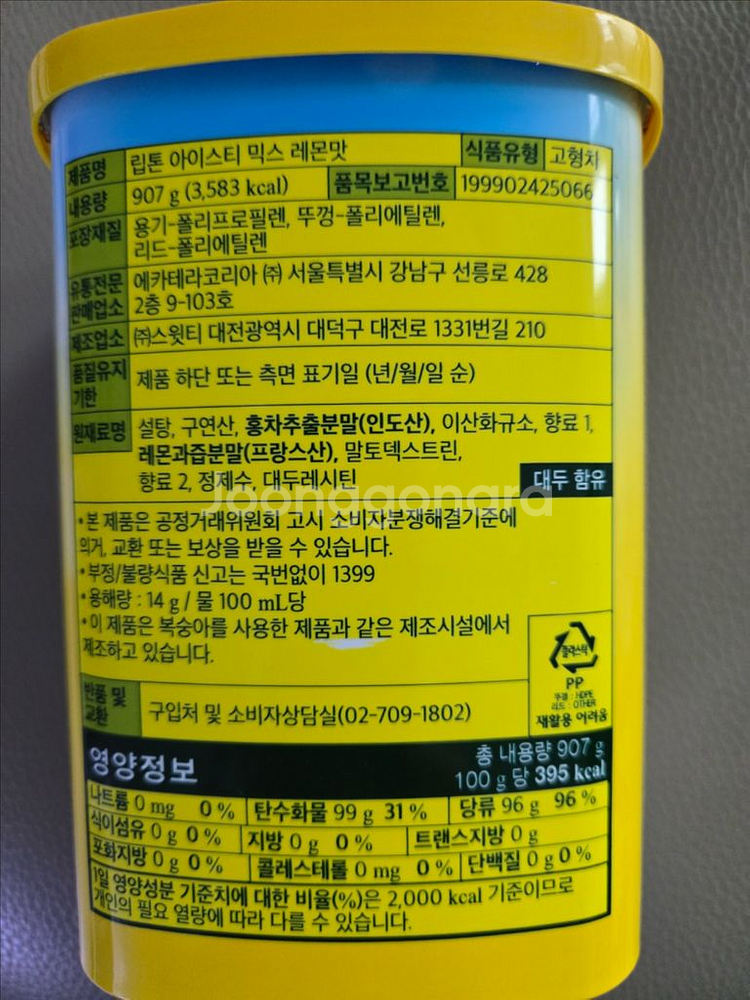 제품명 립톤 아이스티 믹스 레몬맛 식품유형 고형차
내용량 907 g (3,583 kcal) 품목보고번호 199902425066
포장재질 용기-폴리프로필렌, 뚜껑-폴리에틸렌,
리드-폴리에틸렌
유통전문 에카테라코리아 ㈜ 서울특별시 강남구 선릉로 428
판매업소 2층 9-103호
제조업소 ㈜스윗티 대전광역시 대덕구 대전로 1331번길 210
품질유지 제품 하단 또는 측면 표기일 (년/월/일 순)
기한
원재료명 설탕, 구연산, 홍차추출분말(인도산), 이산화규소, 향료 1,
레몬과즙분말(프랑스산), 말토덱스트린,
향료 2, 정제수, 대두레시틴 대두 함유
Joonggonara
•본 제품은 공정거래위원회 고시 소비자분쟁해결기준에
의거, 교환 또는 보상을 받을 수 있습니다.
•부정/불량식품 신고는 국번없이 1399
•용해량 : 14 g / 물 100 mL당
•이 제품은 복숭아를 사용한 제품과 같은 제조시설에서
제조하고 있습니다.
플라스틱
PP
뚜껑 : HDPE
리드 : OTHER
재활용 어려움
반품 및 구입처 및 소비자상담실(02-709-1802)
교환
영양정보 총 내용량 907 g
100 g 당 395 kcal
나트륨 0 mg 0 % 탄수화물 99 g 31 % 당류 96 g 96 %
식이섬유 0 g 0 % 지방 0 g 0 % 트랜스지방 0 g
포화지방 0 g 0 % 콜레스테롤 0 mg 0 % 단백질 0 g 0 %
1일 영양성분 기준치에 대한 비율(%)은 2,000 kcal 기준이므로
개인의 필요 열량에 따라 다를 수 있습니다.